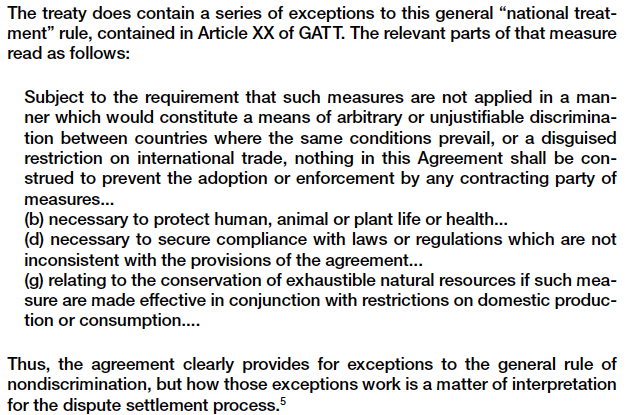 The treaty does contain a series of exceptions to this general “national treat-
ment” rule, contained in Article XX of GATT. The relevant parts of that measure
read as follows:
Subject to the requirement that such measures are not applied in a man-
ner which would constitute a means of arbitrary or unjustifiable discrimina-
tion between countries where the same conditions prevail, or a disguised
restriction on international trade, nothing in this Agreement shall be con-
strued to prevent the adoption or enforcement by any contracting party of
measures...
(b) necessary to protect human, animal or plant life or health...
(d) necessary to secure compliance with laws or regulations which are not
inconsistent with the provisions of the agreement...
(g) relating to the conservation of exhaustible natural resources if such mea-
sure are made effective in conjunction with restrictions on domestic produc-
tion or consumption....
Thus, the agreement clearly provides for exceptions to the general rule of
nondiscrimination, but how those exceptions work is a matter of interpretation
for the dispute settlement process.5